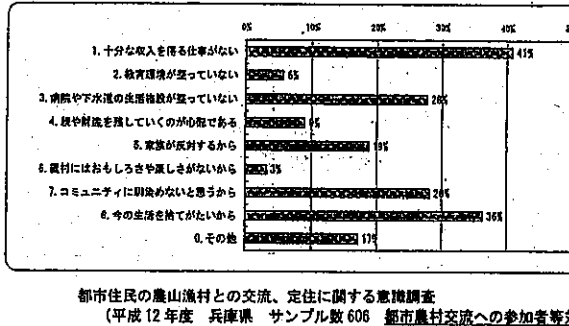 0% 10% 20% 30% 40%
1. 十分な収入を得る仕事がない 41%
2. 教育環境が整っていない 6%
3. 病院や下水道の生活施設が整っていない 28%
4. 親や財産を残していくのが心配である 9%
5. 家族が反対するから 19%
6. 農村にはおもしろさや楽しさがないから 3%
7. コミュニティに馴染めないと思うから 28%
8. 今の生活を捨てがたいから 36%
9. その他 17%
都市住民の農山漁村との交流、定住に関する意識調査
(平成12年度 兵庫県 サンプル数606 都市農村交流への参加者等